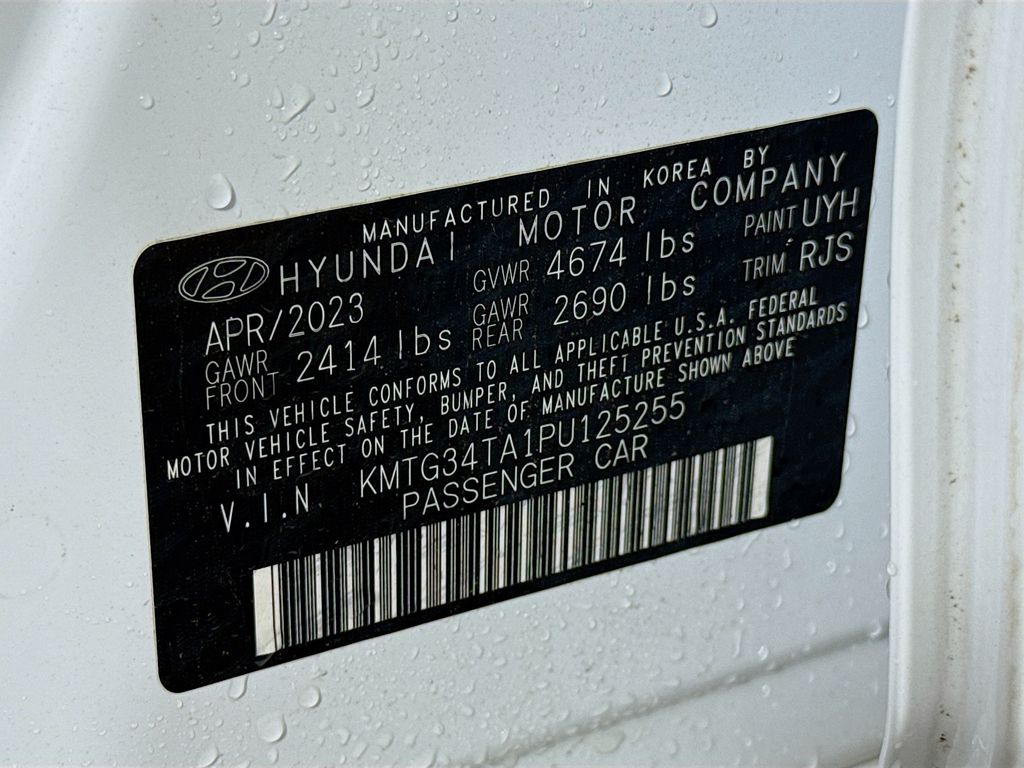 MANUFACTURED IN KOREA BY
HYUNDAI MOTOR COMPANY
APR/2023 GVWR 4674 lbs PAINT UYH
GAWR FRONT 2414 lbs GAWR REAR 2690 lbs TRIM RJS
THIS VEHICLE CONFORMS TO ALL APPLICABLE U.S.A. FEDERAL
MOTOR VEHICLE SAFETY, BUMPER, AND THEFT PREVENTION STANDARDS
IN EFFECT ON THE DATE OF MANUFACTURE SHOWN ABOVE
V.I.N KMTG34TA1PU125255
PASSENGER CAR